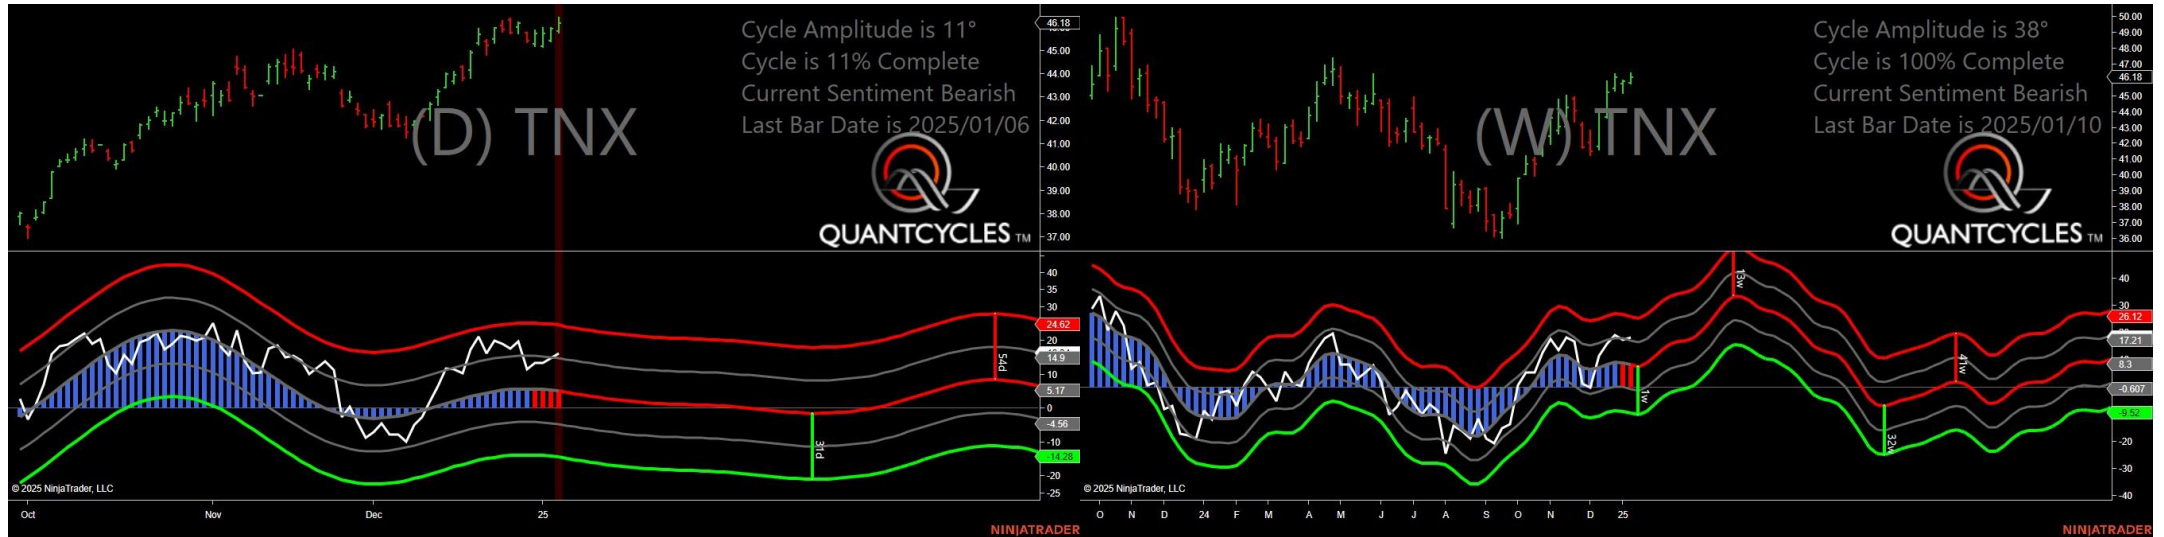 Cycle Amplitude is 11°
Cycle is 11% Complete
Current Sentiment Bearish
Last Bar Date is 2025/01/06
(D) TNX
QUANTCYCLES TM
46.18
45.00
44.00
43.00
42.00
41.00
40.00
39.00
38.00
37.00
40
35
30
24.62
14.9
10
5.17
0
-4.56
-10
-14.28
-20
-25
54d
31d
© 2025 NinjaTrader, LLC
Oct Nov Dec 25
NINJATRADER
Cycle Amplitude is 38°
Cycle is 100% Complete
Current Sentiment Bearish
Last Bar Date is 2025/01/10
(W) TNX
QUANTCYCLES TM
50.00
49.00
48.00
47.00
46.18
45.00
44.00
43.00
42.00
41.00
40.00
39.00
38.00
37.00
36.00
40
30
26.12
17.21
8.3
-0.607
-9.52
-20
-30
-40
13w
41w
1w
32w
© 2025 NinjaTrader, LLC
O N D 24 F M A M J J A S O N D 25
NINJATRADER